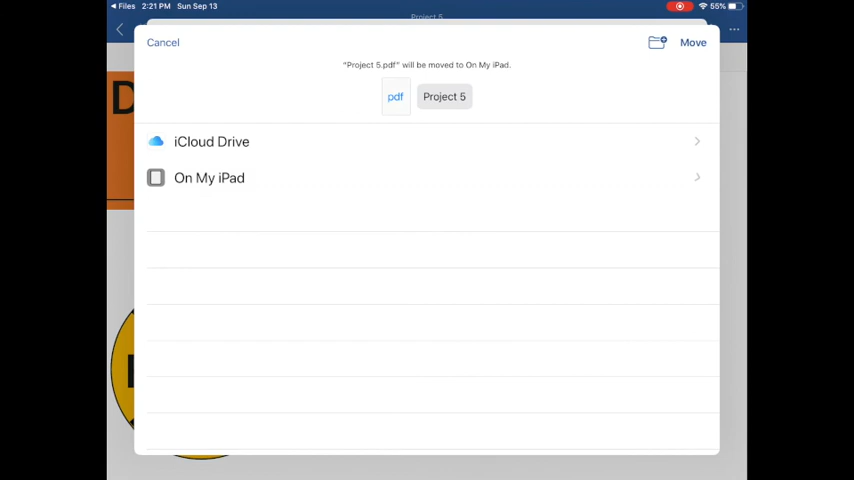 Files 2:21 PM Sun Sep 13 55%
Project 5
Cancel Move
"Project 5.pdf" will be moved to On My iPad.
pdf Project 5
iCloud Drive
On My iPad
D